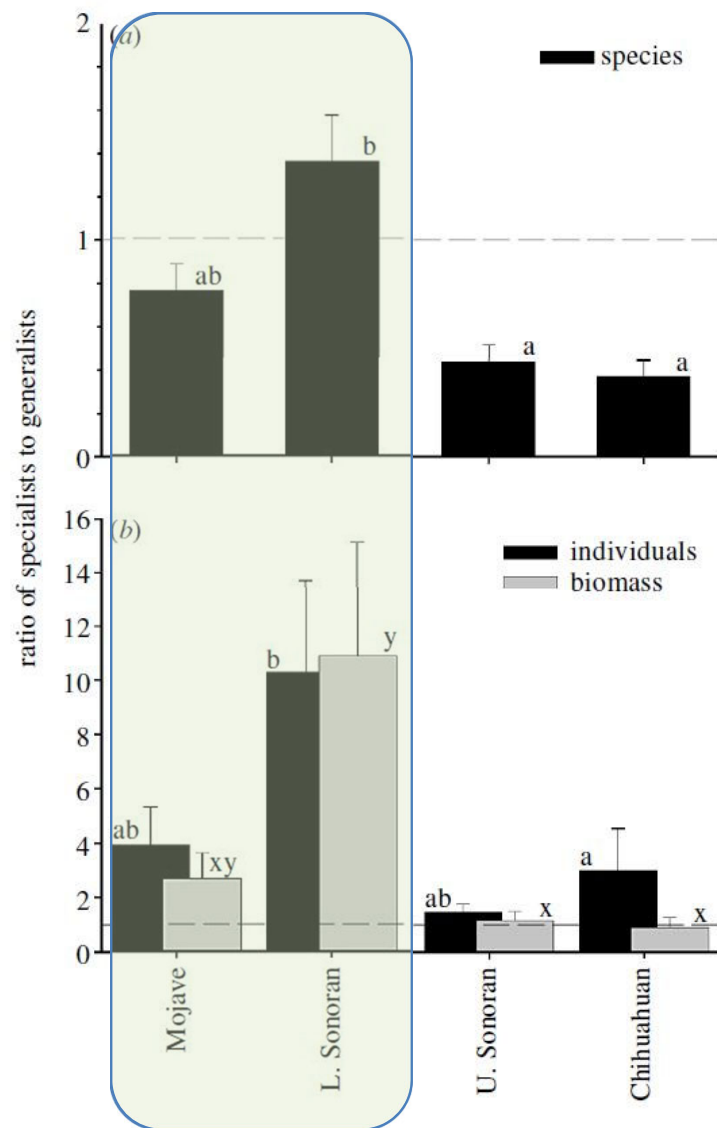 2
(a)
species
b
1
ab
a
a
0
ratio of specialists to generalists
16
(b)
individuals
14
biomass
12
y
b
10
8
6
4
ab
a
xy
2
ab
x
x
0
Mojave
L. Sonoran
U. Sonoran
Chihuahuan